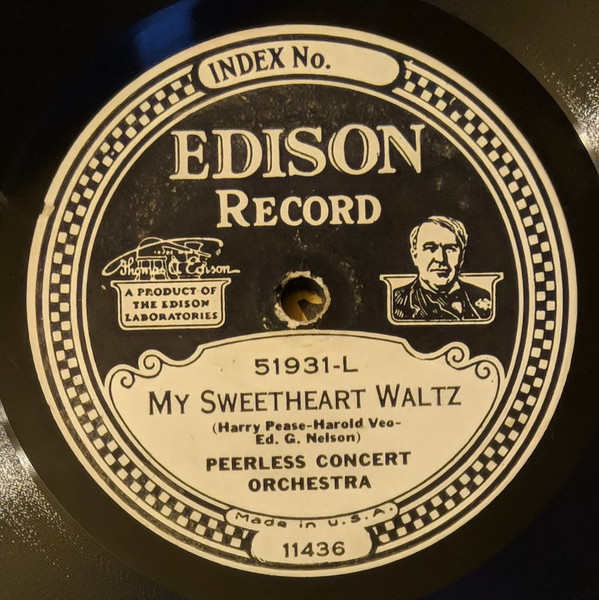 INDEX No.
EDISON
RECORD
Thomas A Edison
A PRODUCT OF
THE EDISON
LABORATORIES
51931-L
MY SWEETHEART WALTZ
(Harry Pease-Harold Veo-
Ed. G. Nelson)
PEERLESS CONCERT
ORCHESTRA
Made in U.S.A.
11436